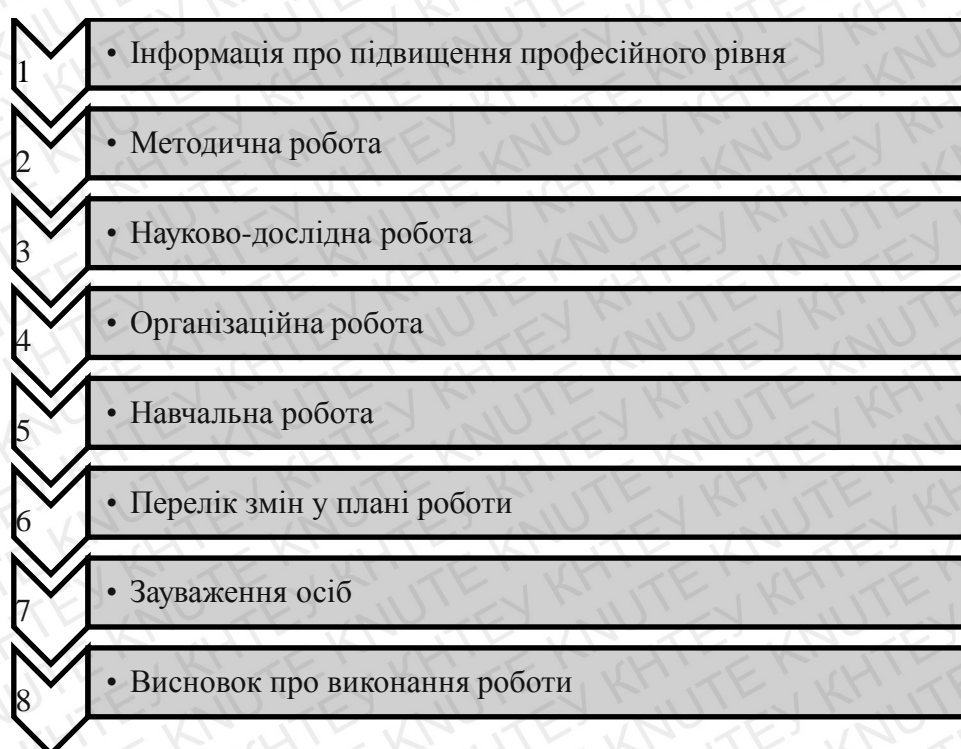 1
• Інформація про підвищення професійного рівня
2
• Методична робота
3
• Науково-дослідна робота
4
• Організаційна робота
5
• Навчальна робота
6
• Перелік змін у плані роботи
7
• Зауваження осіб
8
• Висновок про виконання роботи